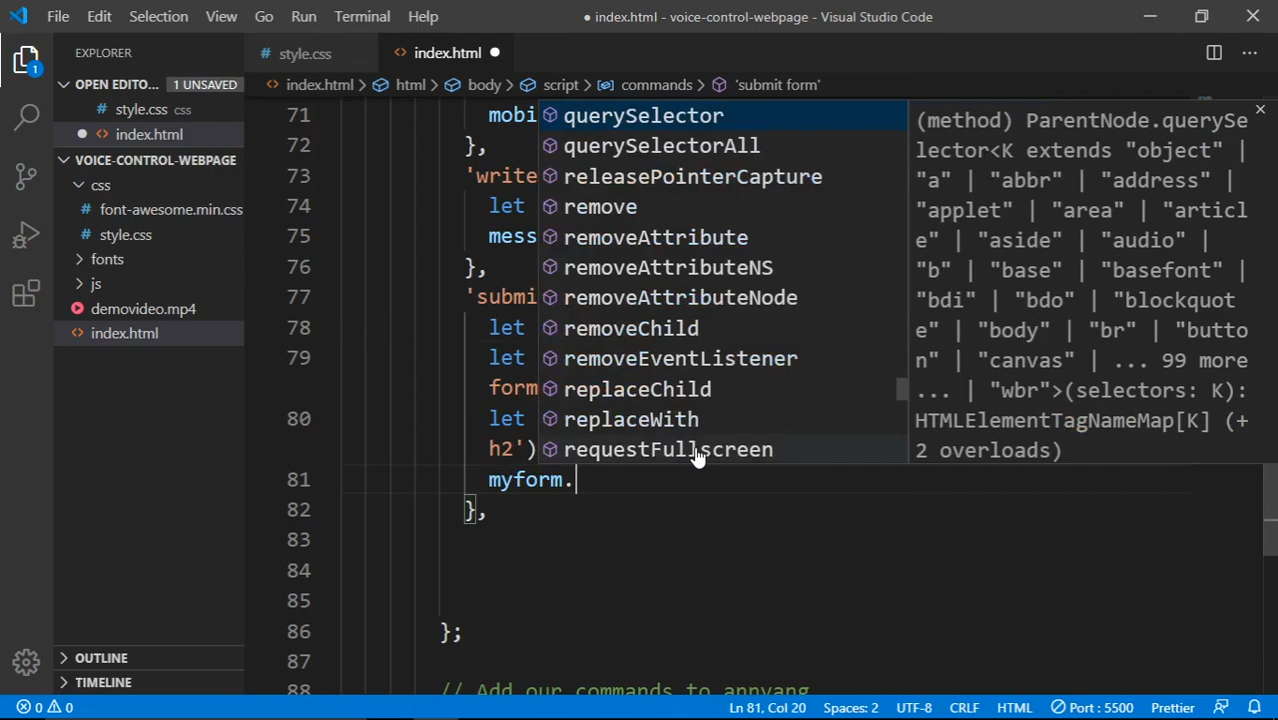 File Edit Selection View Go Run Terminal Help
● index.html - voice-control-webpage - Visual Studio Code
EXPLORER
# style.css
<> index.html ●
1
OPEN EDITO... 1 UNSAVED
# style.css css
● <> index.html
VOICE-CONTROL-WEBPAGE
css
# font-awesome.min.css
# style.css
fonts
js
demovideo.mp4
<> index.html
OUTLINE
TIMELINE
<> index.html > html > body > script > commands > 'submit form'
71 mobi
72 },
73 'write
74 let
75 mess
76 },
77 'submi
78 let
79 let
form
80 let
h2')
81 myform.
82 },
83
84
85
86 };
87
88 // Add our commands to annyang
querySelector
querySelectorAll
releasePointerCapture
remove
removeAttribute
removeAttributeNS
removeAttributeNode
removeChild
removeEventListener
replaceChild
replaceWith
requestFullscreen
(method) ParentNode.querySe
lector<K extends "object" |
"a" | "abbr" | "address" |
"applet" | "area" | "articl
e" | "aside" | "audio" |
"b" | "base" | "basefont" |
"bdi" | "bdo" | "blockquot
e" | "body" | "br" | "butto
n" | "canvas" | ... 99 more
... | "wbr">(selectors: K):
HTMLElementTagNameMap[K] (+
2 overloads)
0 0
Ln 81, Col 20 Spaces: 2 UTF-8 CRLF HTML Port : 5500 Prettier